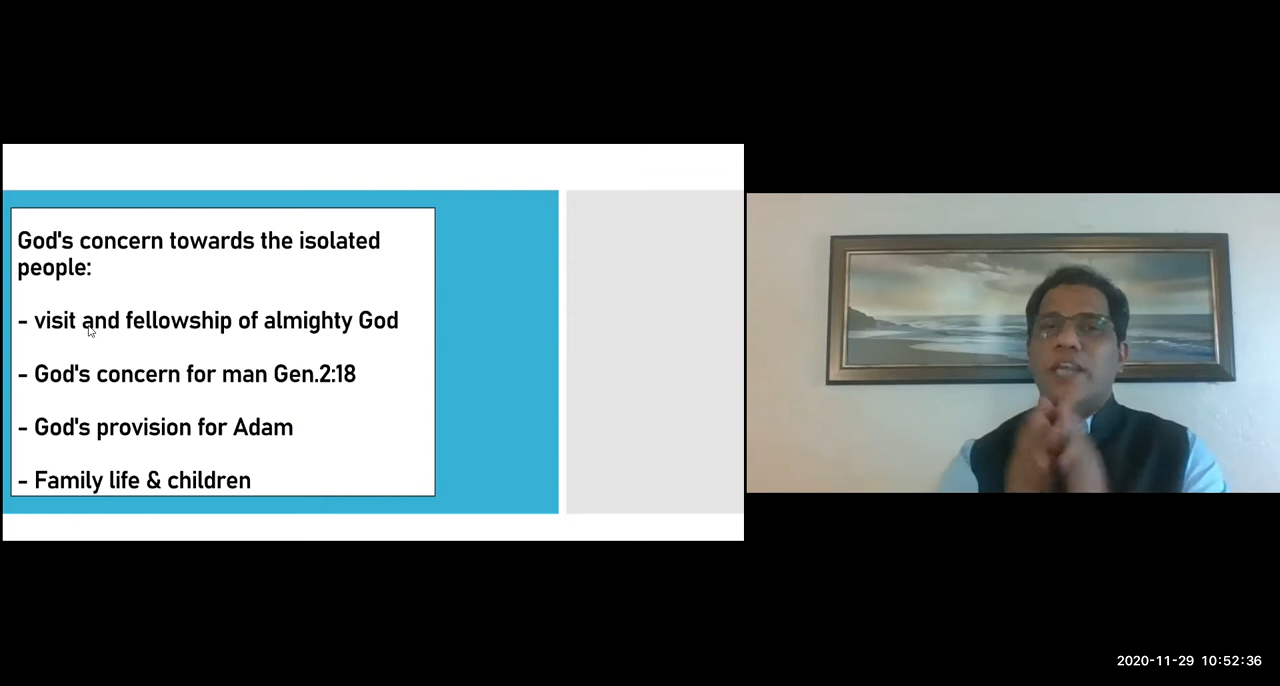 God's concern towards the isolated
people:
- visit and fellowship of almighty God
- God's concern for man Gen.2:18
- God's provision for Adam
- Family life & children
2020-11-29 10:52:36